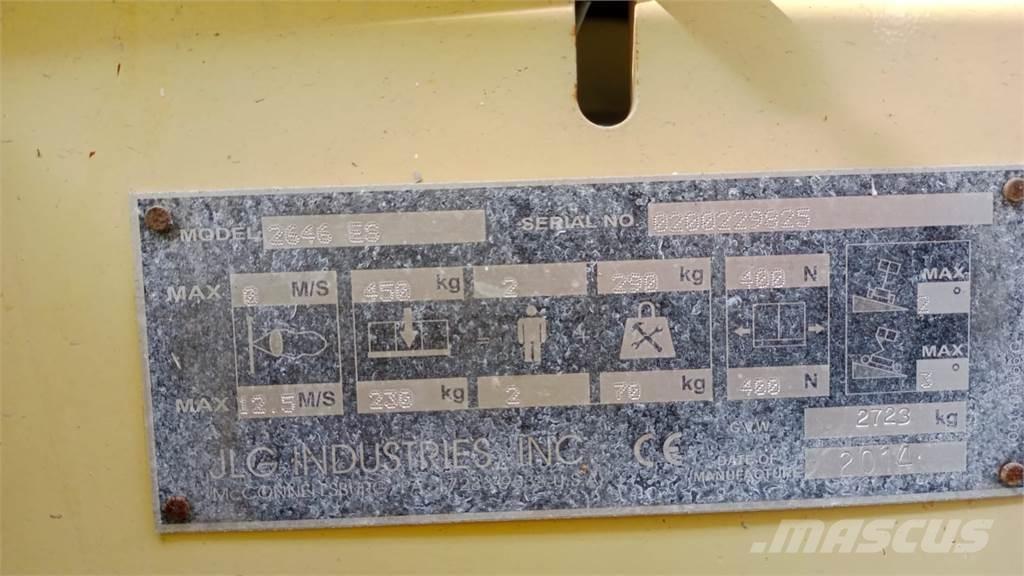 MODEL 2646 ES SERIAL NO 0200229825
MAX 0 M/S 450 kg 2 290 kg 400 N MAX.
2 °
= +
MAX
3 °
MAX 12.5 M/S 230 kg 2 70 kg 400 N
G.V.W. 2723 kg
JLG INDUSTRIES, INC. CE DATE OF MANUFACTURE 2014
MCCONNELLSBURG
MASCUS